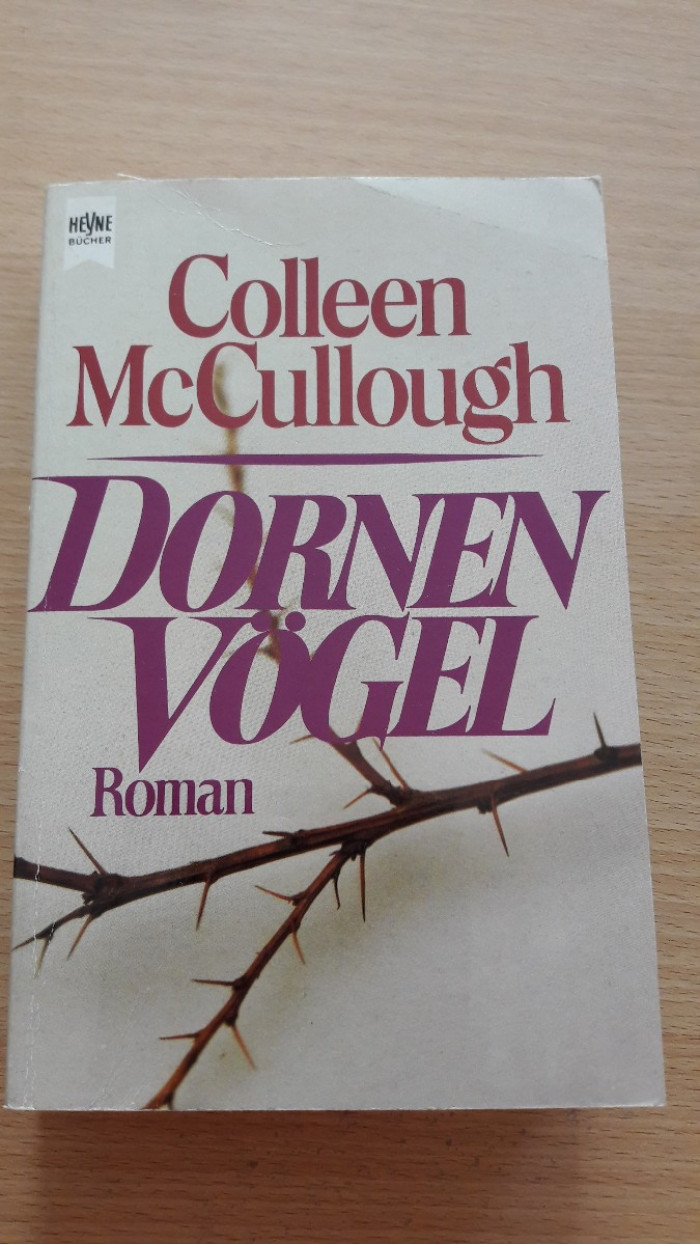 HEYNE
BÜCHER
Colleen
McCullough
DORNEN
VÖGEL
Roman